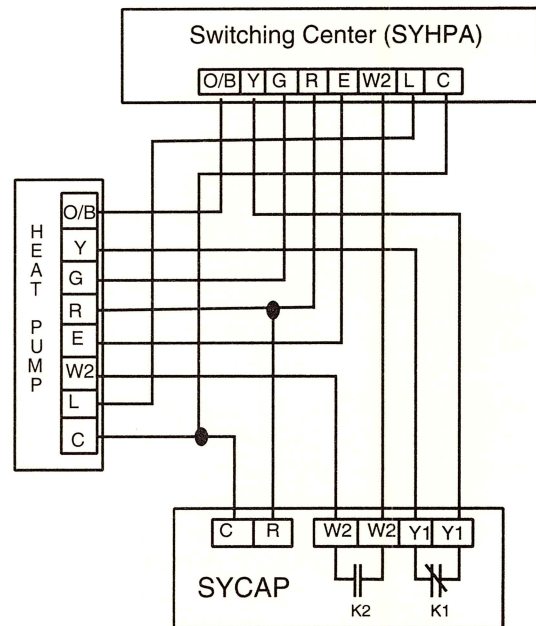 Switching Center (SYHPA)
O/B Y G R E W2 L C
HEAT PUMP
O/B
Y
G
R
E
W2
L
C
C R W2 W2 Y1 Y1
SYCAP
K2 K1